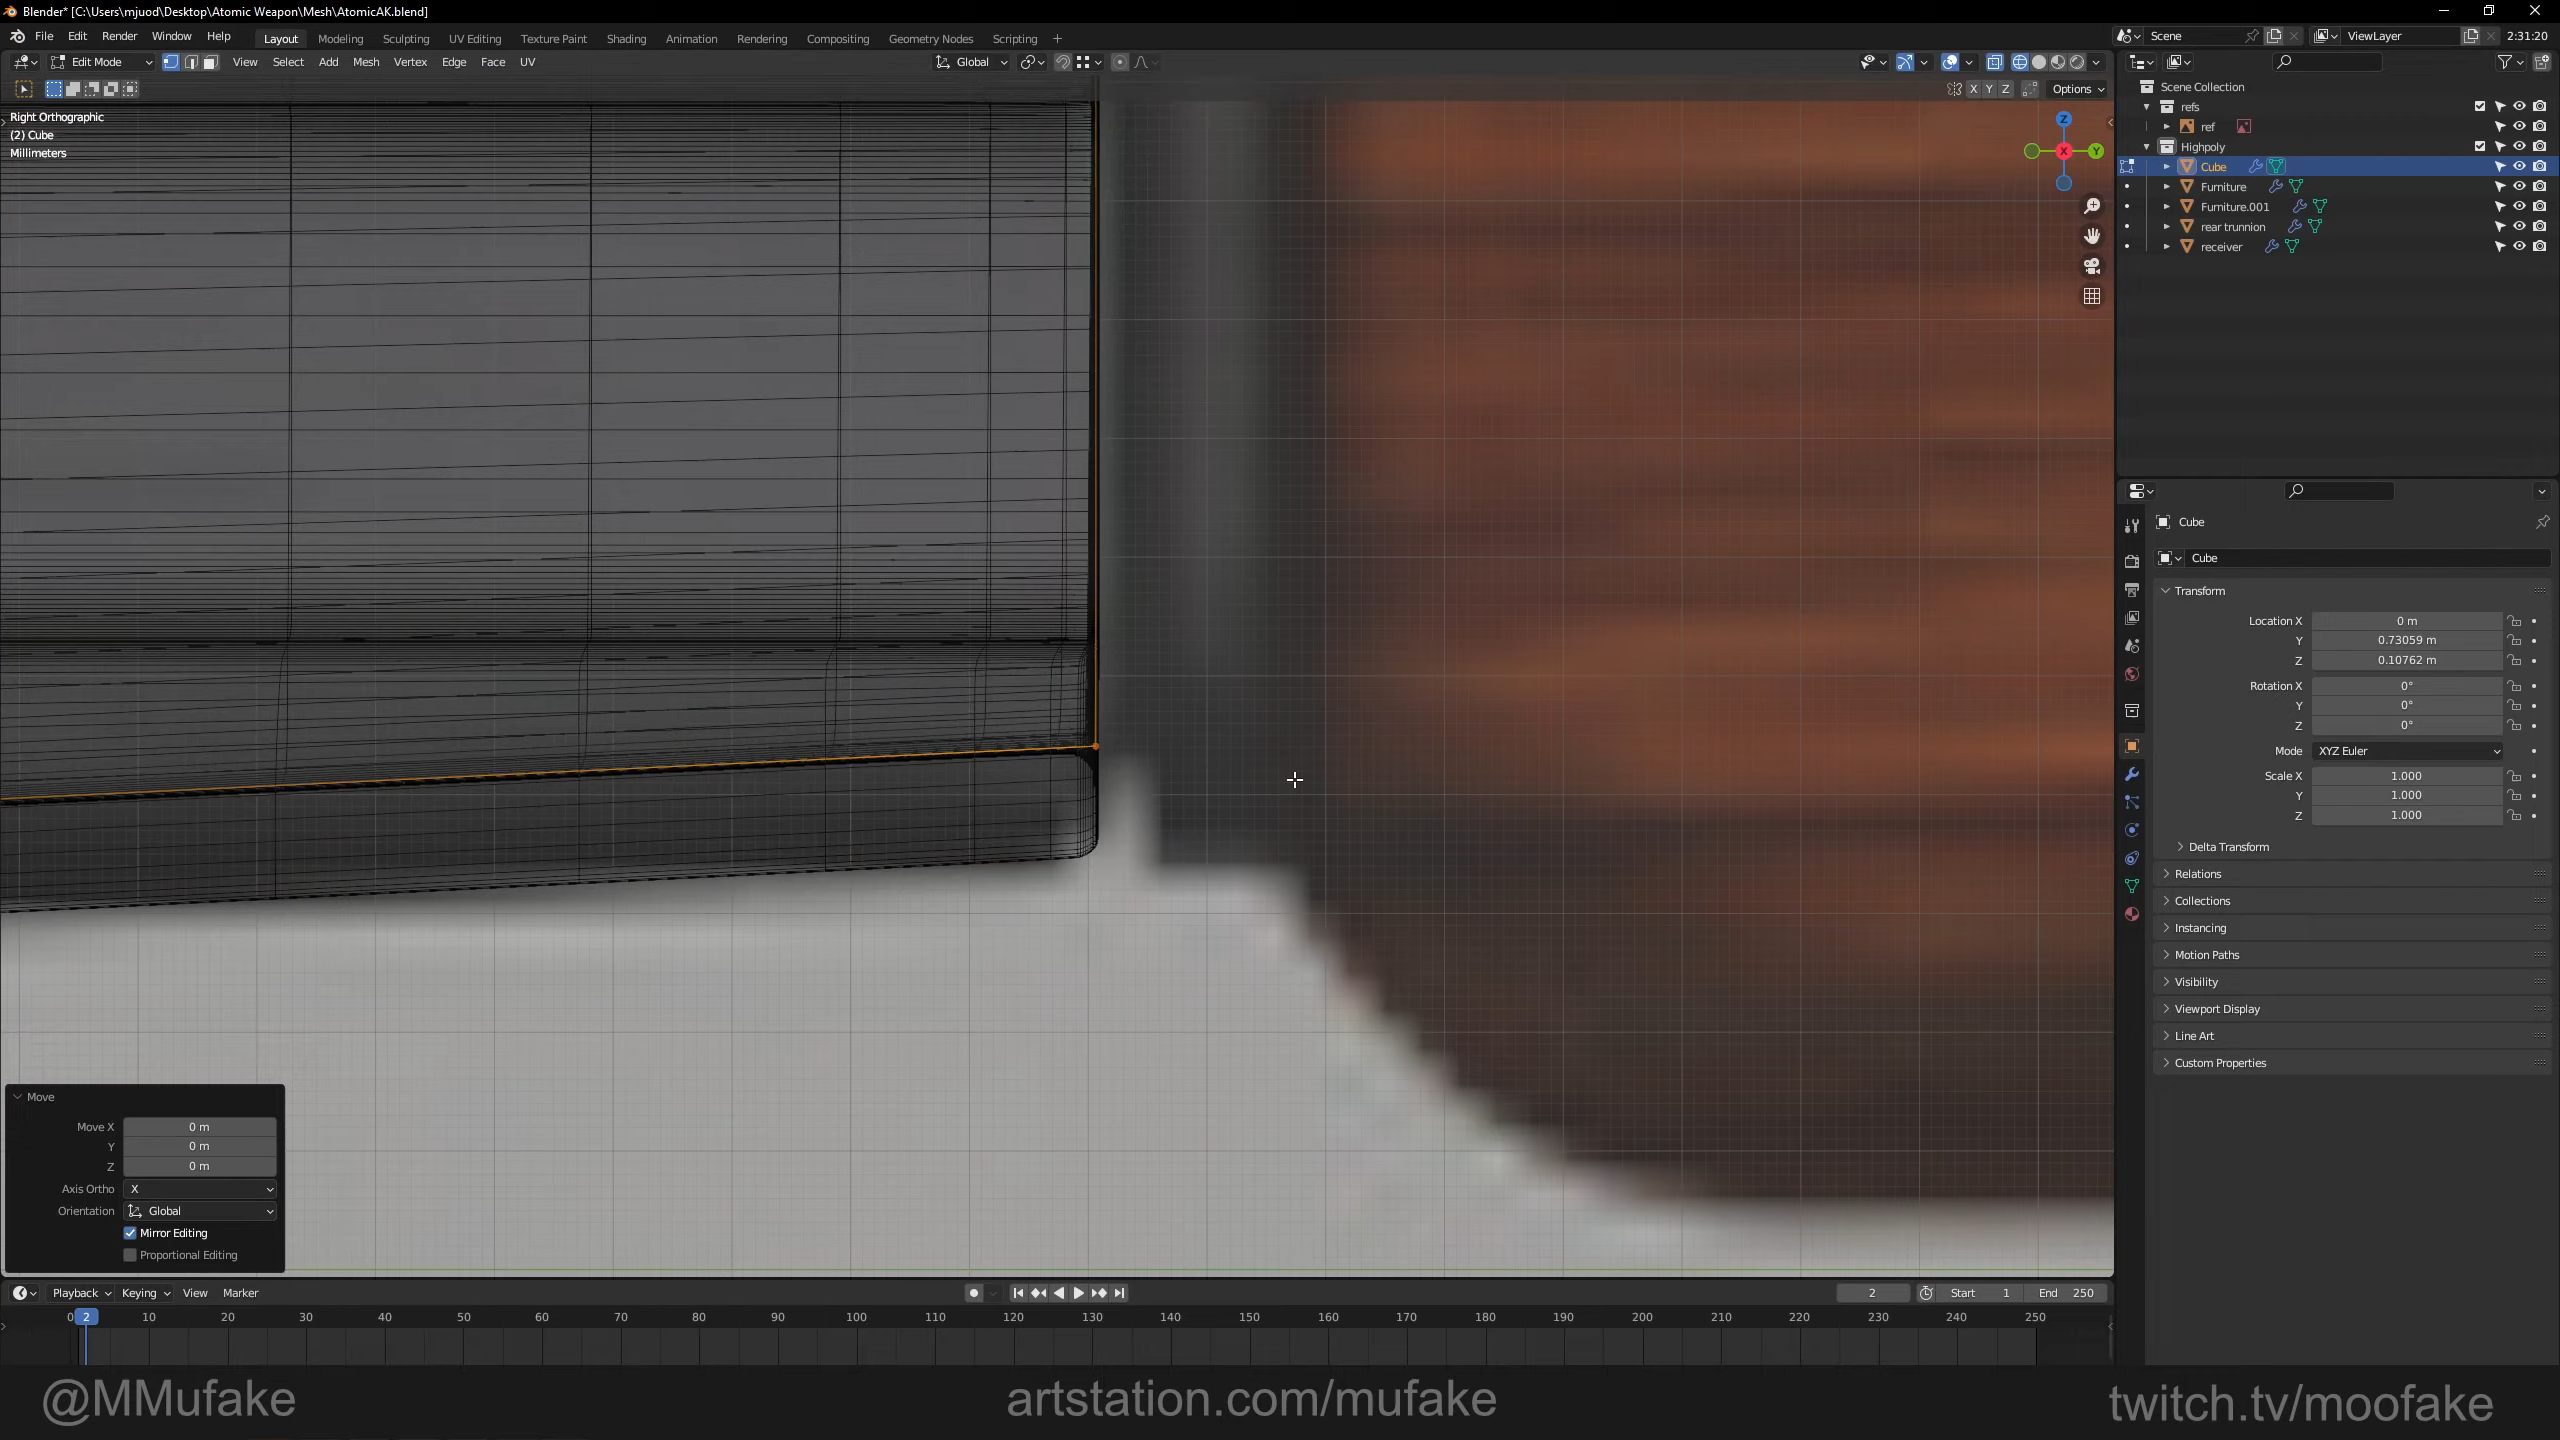 Blender* [C:\Users\mjuod\Desktop\Atomic Weapon\Mesh\AtomicAK.blend]
File Edit Render Window Help Layout Modeling Sculpting UV Editing Texture Paint Shading Animation Rendering Compositing Geometry Nodes Scripting + Scene ViewLayer 2:31:20
Edit Mode View Select Add Mesh Vertex Edge Face UV Global
X Y Z Options
Right Orthographic
(2) Cube
Millimeters
Z
X Y
Scene Collection
refs
ref
Highpoly
Cube
Furniture
Furniture.001
rear trunnion
receiver
Cube
Cube
Transform
Location X 0 m
Y 0.73059 m
Z 0.10762 m
Rotation X 0°
Y 0°
Z 0°
Mode XYZ Euler
Scale X 1.000
Y 1.000
Z 1.000
Delta Transform
Relations
Collections
Instancing
Motion Paths
Visibility
Viewport Display
Line Art
Custom Properties
Move
Move X 0 m
Y 0 m
Z 0 m
Axis Ortho X
Orientation Global
Mirror Editing
Proportional Editing
Playback Keying View Marker 2 Start 1 End 250
0 2 10 20 30 40 50 60 70 80 90 100 110 120 130 140 150 160 170 180 190 200 210 220 230 240 250
@MMufake artstation.com/mufake twitch.tv/moofake